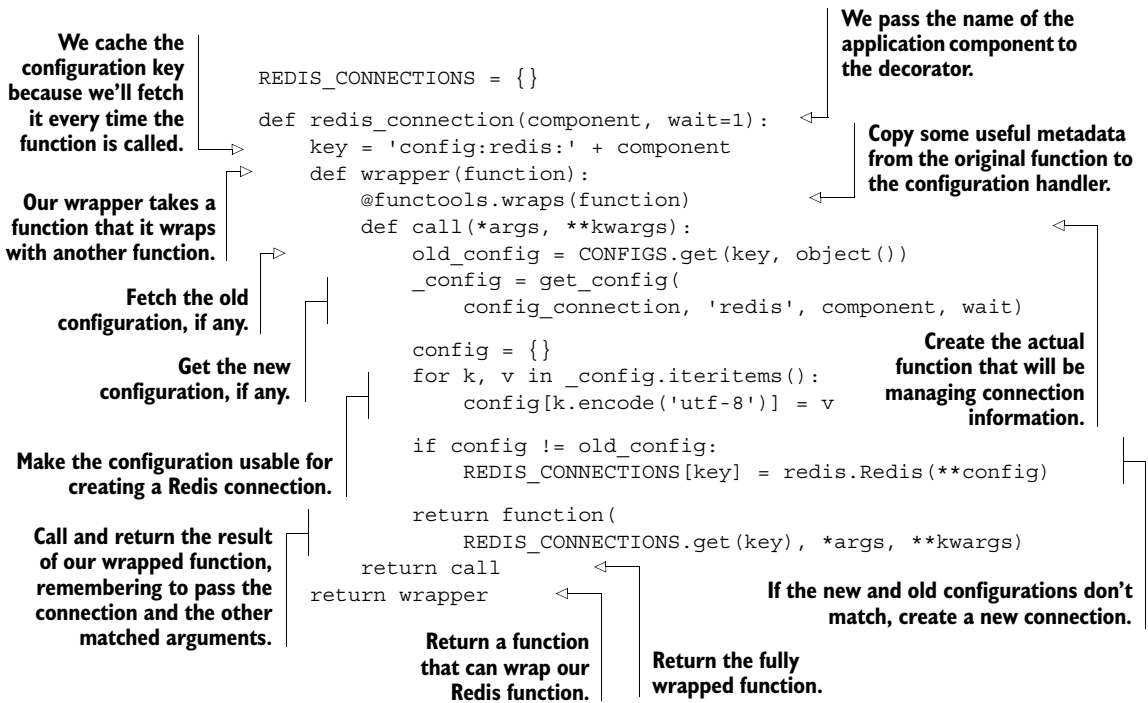 We cache the
configuration key
because we'll fetch
it every time the
function is called.
We pass the name of the
application component to
the decorator.
REDIS_CONNECTIONS = {}
def redis_connection(component, wait=1):
key = 'config:redis:' + component
def wrapper(function):
@functools.wraps(function)
def call(*args, **kwargs):
old_config = CONFIGS.get(key, object())
_config = get_config(
config_connection, 'redis', component, wait)
config = {}
for k, v in _config.iteritems():
config[k.encode('utf-8')] = v
if config != old_config:
REDIS_CONNECTIONS[key] = redis.Redis(**config)
return function(
REDIS_CONNECTIONS.get(key), *args, **kwargs)
return call
return wrapper
Copy some useful metadata
from the original function to
the configuration handler.
Our wrapper takes a
function that it wraps
with another function.
Fetch the old
configuration, if any.
Get the new
configuration, if any.
Create the actual
function that will be
managing connection
information.
Make the configuration usable for
creating a Redis connection.
Call and return the result
of our wrapped function,
remembering to pass the
connection and the other
matched arguments.
If the new and old configurations don't
match, create a new connection.
Return a function
that can wrap our
Redis function.
Return the fully
wrapped function.